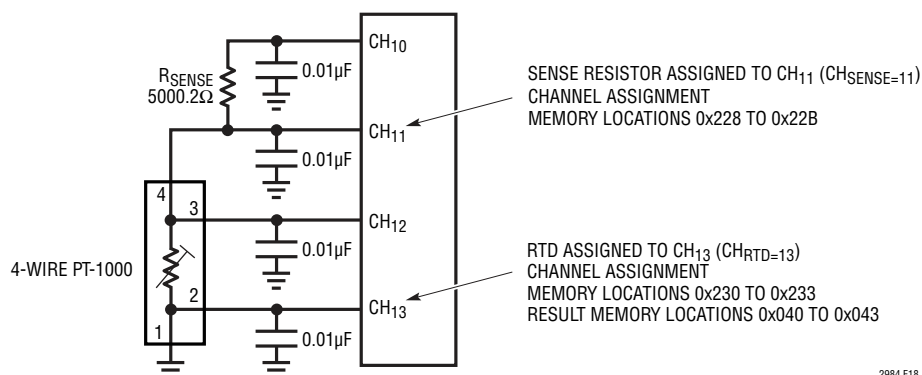 CH10
0.01µF
RSENSE
5000.2Ω
CH11
0.01µF
SENSE RESISTOR ASSIGNED TO CH11 (CHSENSE=11)
CHANNEL ASSIGNMENT
MEMORY LOCATIONS 0x228 TO 0x22B
4
3
CH12
0.01µF
4-WIRE PT-1000
2
1
CH13
0.01µF
RTD ASSIGNED TO CH13 (CHRTD=13)
CHANNEL ASSIGNMENT
MEMORY LOCATIONS 0x230 TO 0x233
RESULT MEMORY LOCATIONS 0x040 TO 0x043
2984 F18